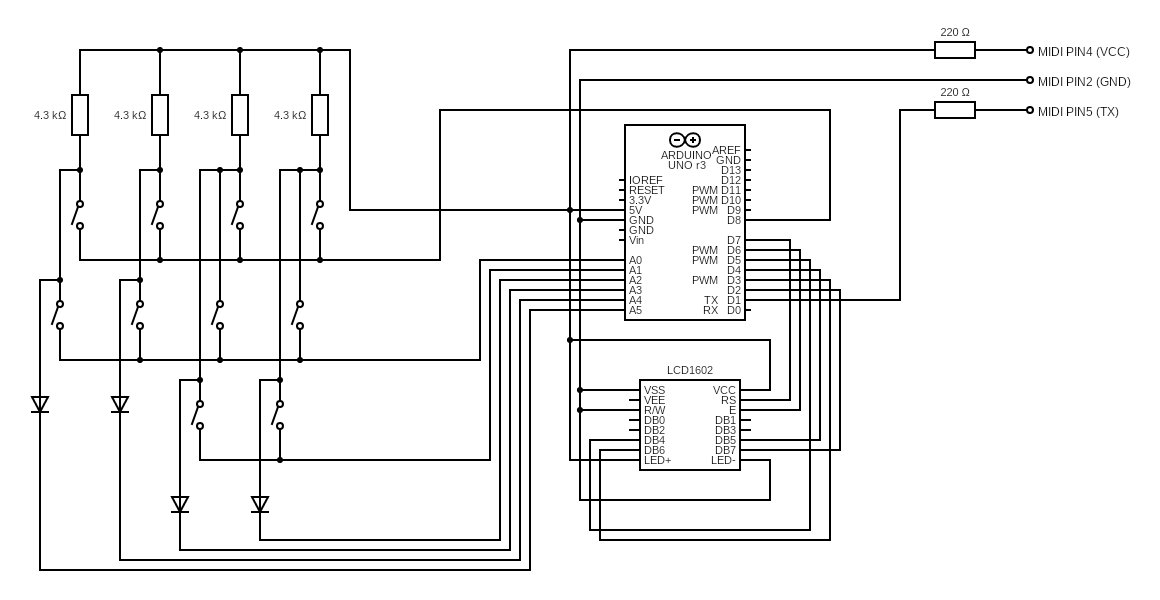 220 Ω
MIDI PIN4 (VCC)
MIDI PIN2 (GND)
220 Ω
MIDI PIN5 (TX)
4.3 kΩ
4.3 kΩ
4.3 kΩ
4.3 kΩ
ARDUINO
UNO r3
AREF
GND
D13
IOREF
D12
RESET
PWM D11
3.3V
PWM D10
5V
PWM D9
GND
D8
GND
Vin
D7
PWM D6
A0
PWM D5
A1
D4
A2
PWM D3
A3
D2
A4
TX D1
A5
RX D0
LCD1602
VSS VCC
VEE RS
R/W E
DB0 DB1
DB2 DB3
DB4 DB5
DB6 DB7
LED+ LED-